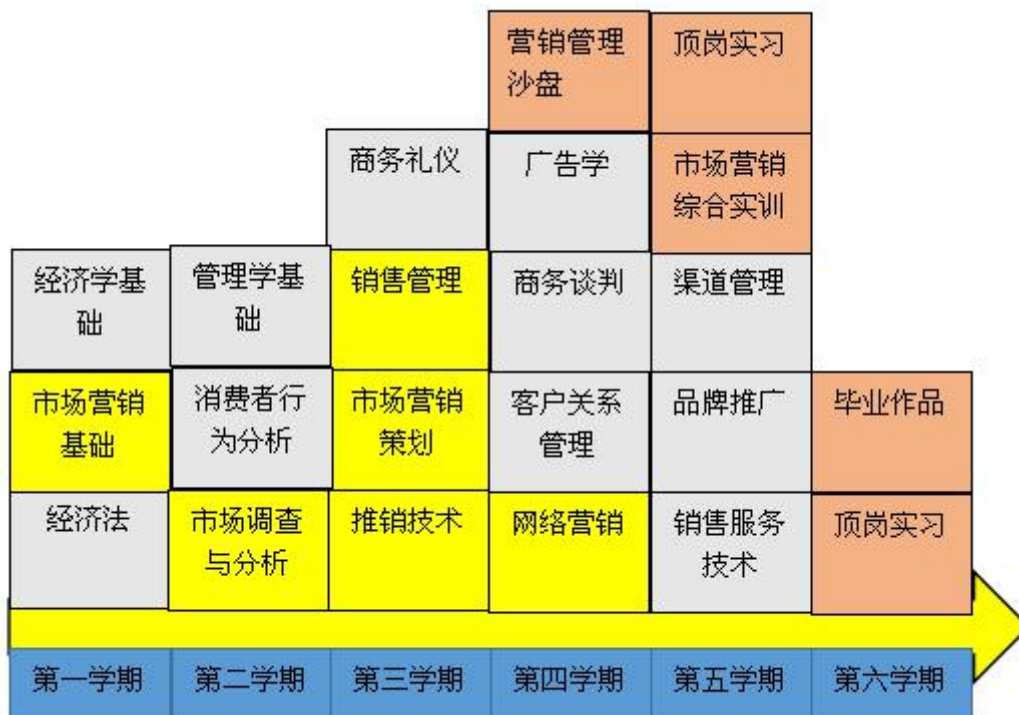 营销管理
沙盘
顶岗实习
商务礼仪
广告学
市场营销
综合实训
经济学基
础
管理学基
础
销售管理
商务谈判
渠道管理
市场营销
基础
消费者行
为分析
市场营销
策划
客户关系
管理
品牌推广
毕业作品
经济法
市场调查
与分析
推销技术
网络营销
销售服务
技术
顶岗实习
第一学期
第二学期
第三学期
第四学期
第五学期
第六学期